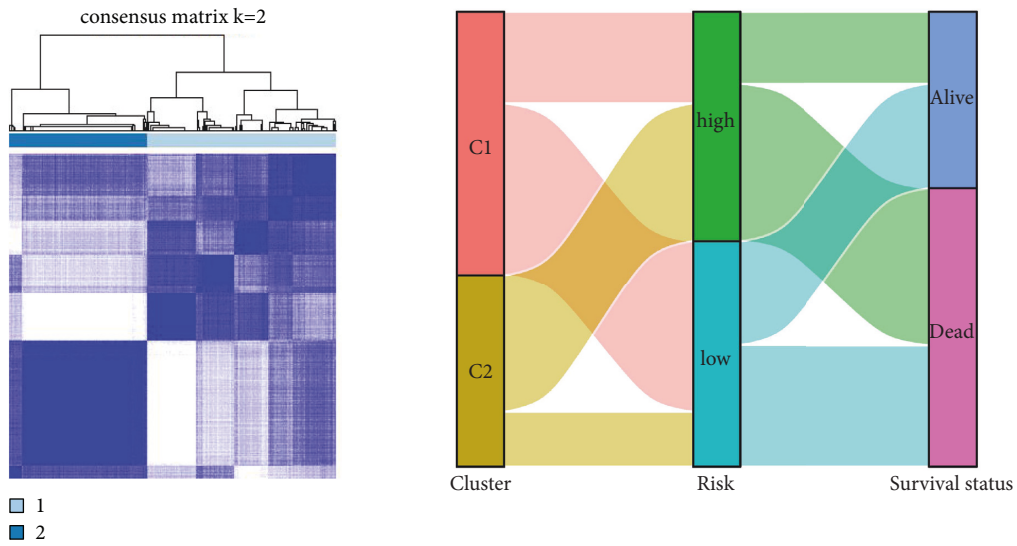 consensus matrix k=2
1
2
C1
C2
high
low
Alive
Dead
Cluster
Risk
Survival status